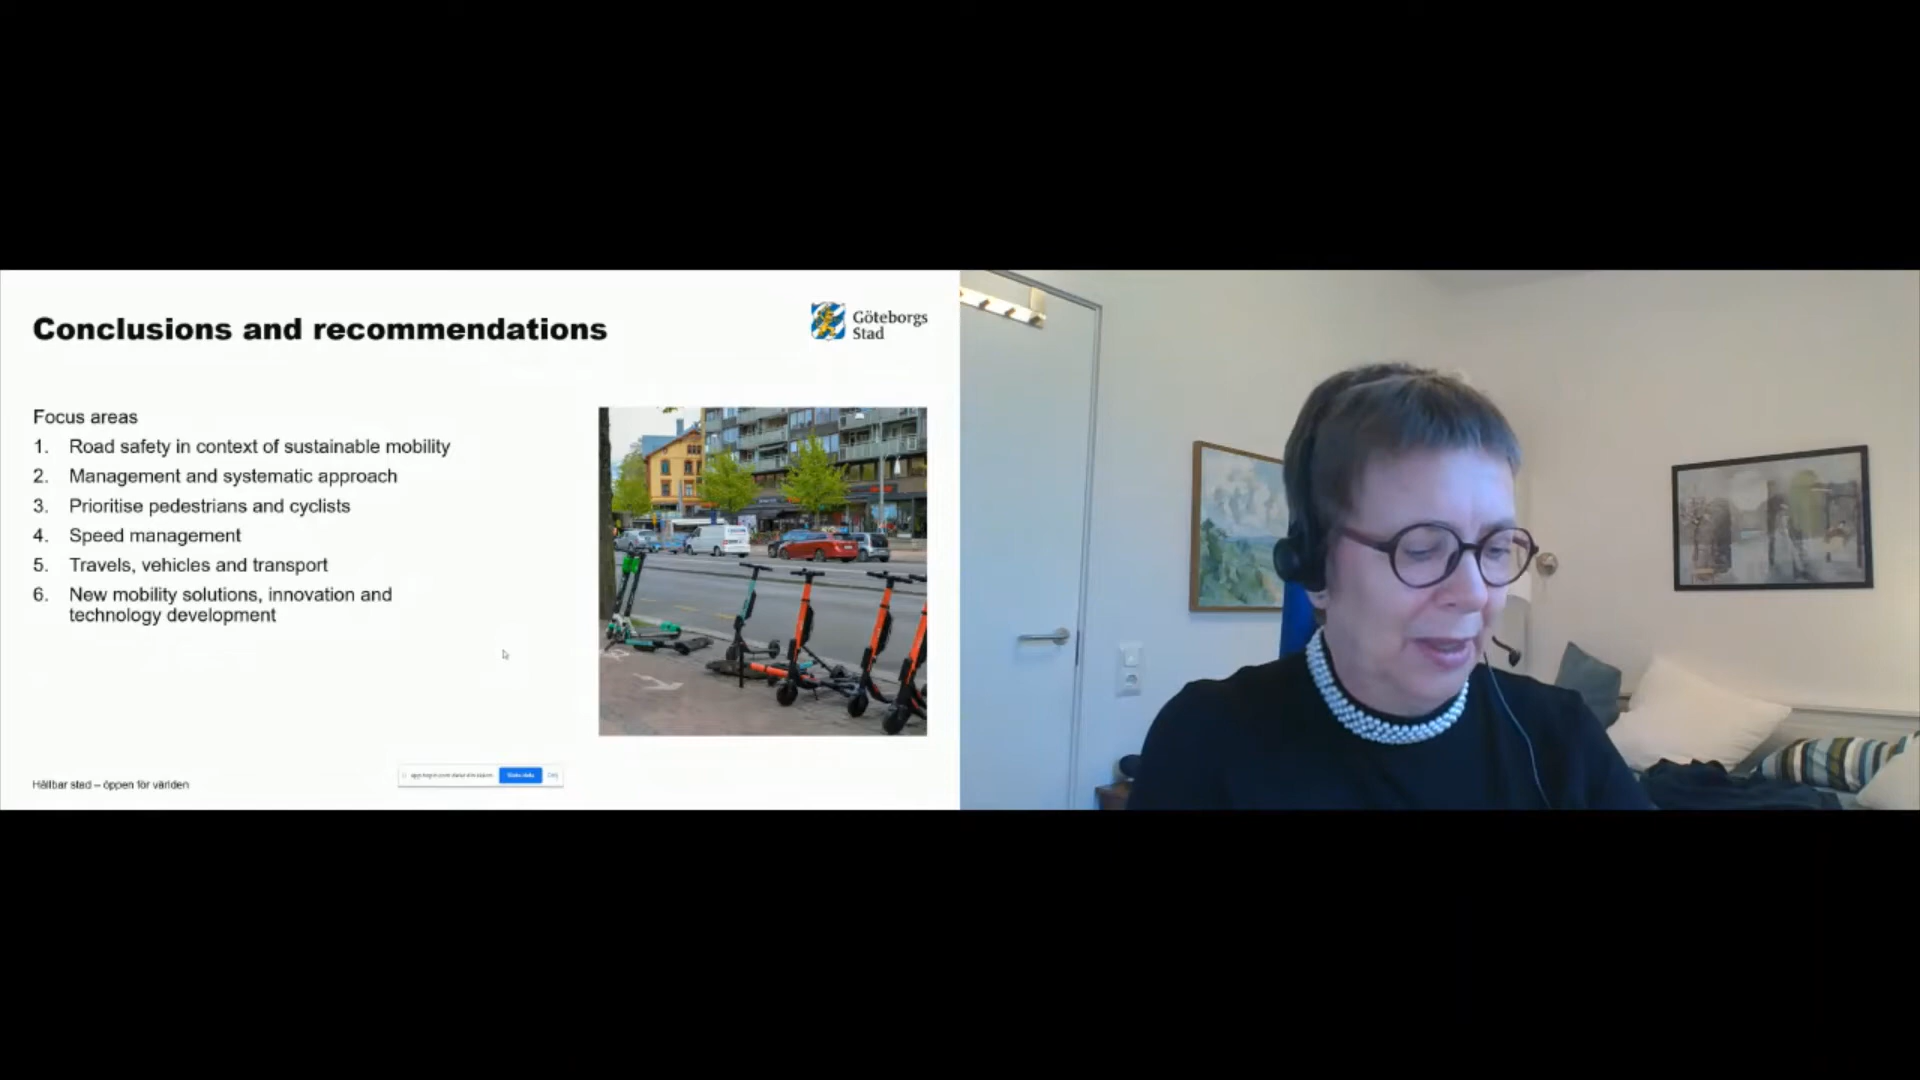 Conclusions and recommendations
Göteborgs
Stad
Focus areas
1. Road safety in context of sustainable mobility
2. Management and systematic approach
3. Prioritise pedestrians and cyclists
4. Speed management
5. Travels, vehicles and transport
6. New mobility solutions, innovation and
technology development
Hållbar stad – öppen för världen